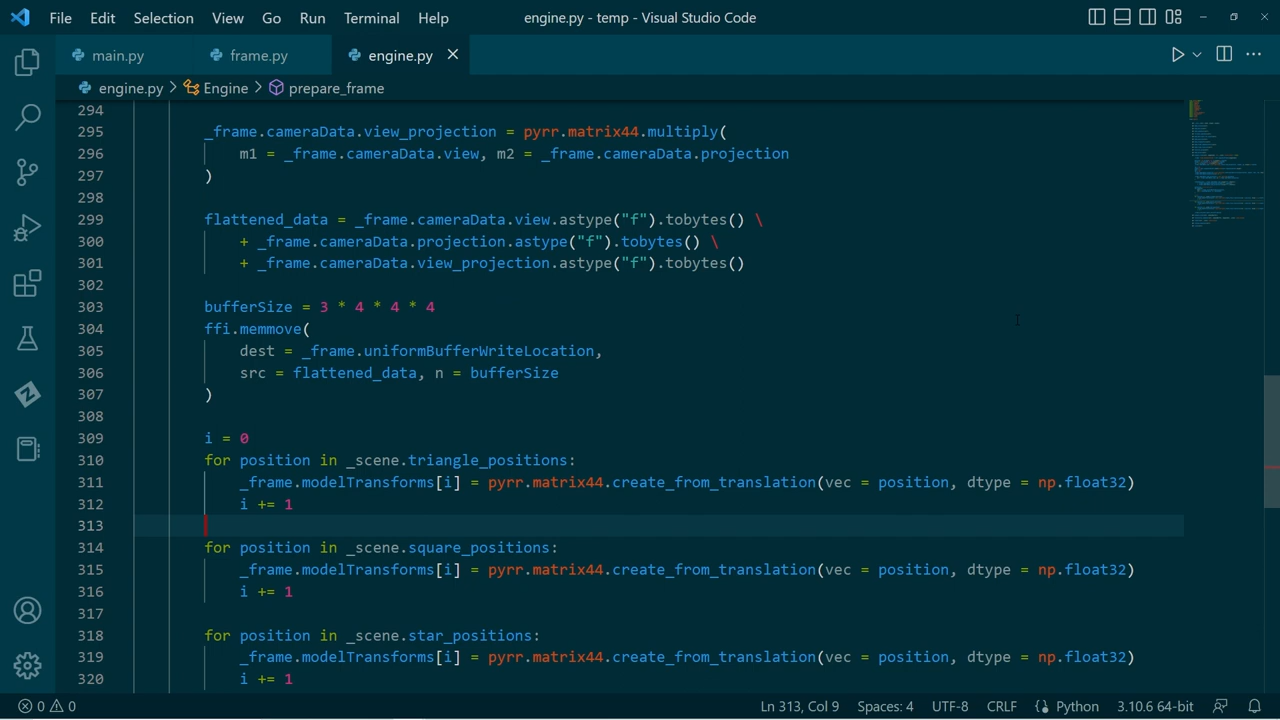 File Edit Selection View Go Run Terminal Help engine.py - temp - Visual Studio Code
main.py frame.py engine.py
engine.py > Engine > prepare_frame
294
295 _frame.cameraData.view_projection = pyrr.matrix44.multiply(
296 m1 = _frame.cameraData.view, m2 = _frame.cameraData.projection
297 )
298
299 flattened_data = _frame.cameraData.view.astype("f").tobytes() \
300 + _frame.cameraData.projection.astype("f").tobytes() \
301 + _frame.cameraData.view_projection.astype("f").tobytes()
302
303 bufferSize = 3 * 4 * 4 * 4
304 ffi.memmove(
305 dest = _frame.uniformBufferWriteLocation,
306 src = flattened_data, n = bufferSize
307 )
308
309 i = 0
310 for position in _scene.triangle_positions:
311 _frame.modelTransforms[i] = pyrr.matrix44.create_from_translation(vec = position, dtype = np.float32)
312 i += 1
313
314 for position in _scene.square_positions:
315 _frame.modelTransforms[i] = pyrr.matrix44.create_from_translation(vec = position, dtype = np.float32)
316 i += 1
317
318 for position in _scene.star_positions:
319 _frame.modelTransforms[i] = pyrr.matrix44.create_from_translation(vec = position, dtype = np.float32)
320 i += 1
0 0 Ln 313, Col 9 Spaces: 4 UTF-8 CRLF Python 3.10.6 64-bit